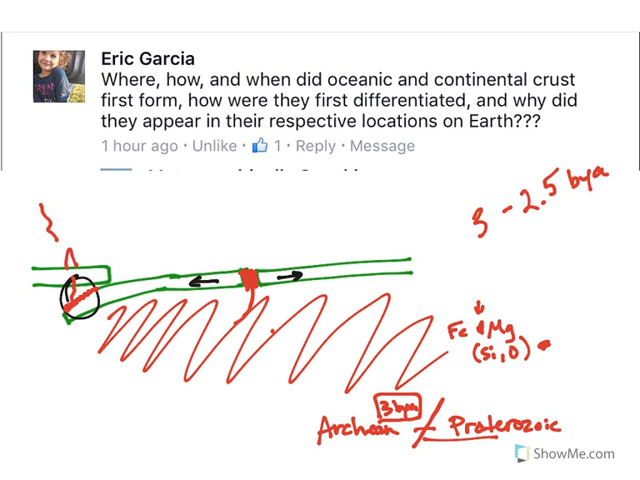 Eric Garcia
Where, how, and when did oceanic and continental crust
first form, how were they first differentiated, and why did
they appear in their respective locations on Earth???
1 hour ago · Unlike · 1 · Reply · Message
3 - 2.5 bya
Fe & Mg
(Si, O)
3 bya
Archean / Proterozoic
ShowMe.com